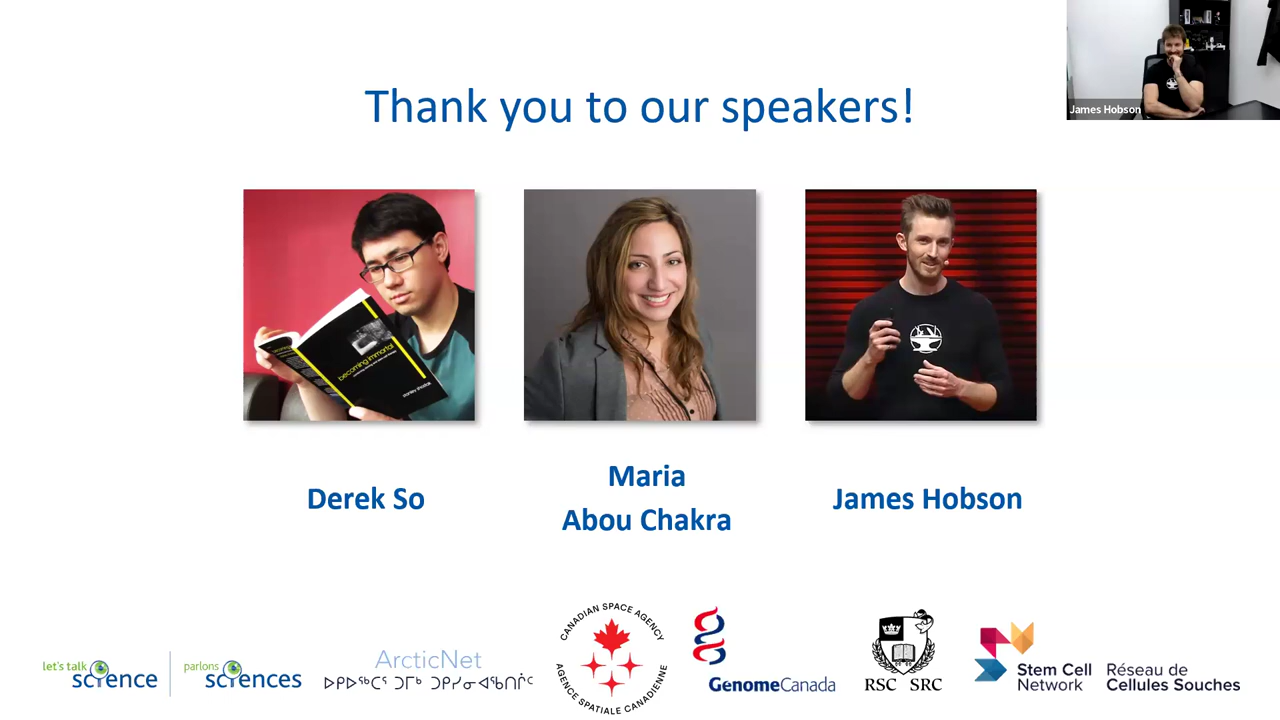 Thank you to our speakers!
James Hobson
becoming immortal
Derek So
Maria
Abou Chakra
James Hobson
let's talk
science
parlons
sciences
ArcticNet
ᐅᑭᐅᖅᑕᖅ ᑐᒥᒃ ᑐᑭᓯᓂᐊᖃᑎᒌᑦ
CANADIAN SPACE AGENCY
AGENCE SPATIALE CANADIENNE
GenomeCanada
RSC SRC
Stem Cell
Network
Réseau de
Cellules Souches